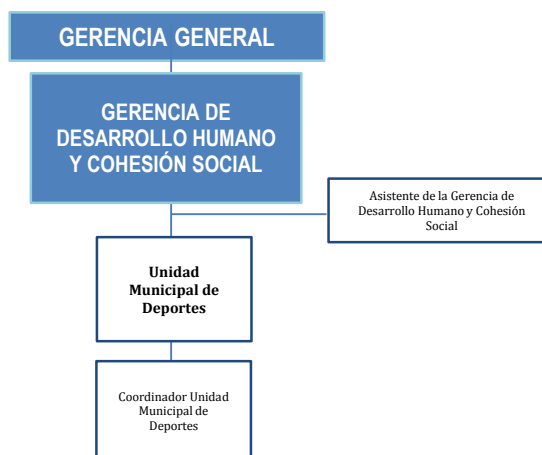 GERENCIA GENERAL
GERENCIA DE
DESARROLLO HUMANO
Y COHESIÓN SOCIAL
Asistente de la Gerencia de
Desarrollo Humano y Cohesión
Social
Unidad
Municipal de
Deportes
Coordinador Unidad
Municipal de
Deportes